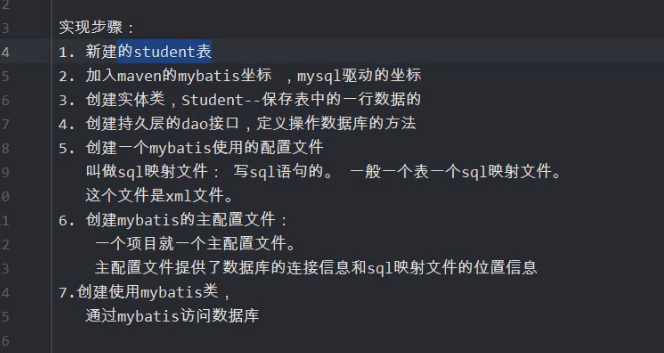 2
3 实现步骤：
4 1. 新建的student表
5 2. 加入maven的mybatis坐标 ，mysql驱动的坐标
6 3. 创建实体类，Student--保存表中的一行数据的
7 4. 创建持久层的dao接口，定义操作数据库的方法
8 5. 创建一个mybatis使用的配置文件
9 叫做sql映射文件： 写sql语句的。 一般一个表一个sql映射文件。
0 这个文件是xml文件。
1 6. 创建mybatis的主配置文件：
2 一个项目就一个主配置文件。
3 主配置文件提供了数据库的连接信息和sql映射文件的位置信息
4 7.创建使用mybatis类，
5 通过mybatis访问数据库
6